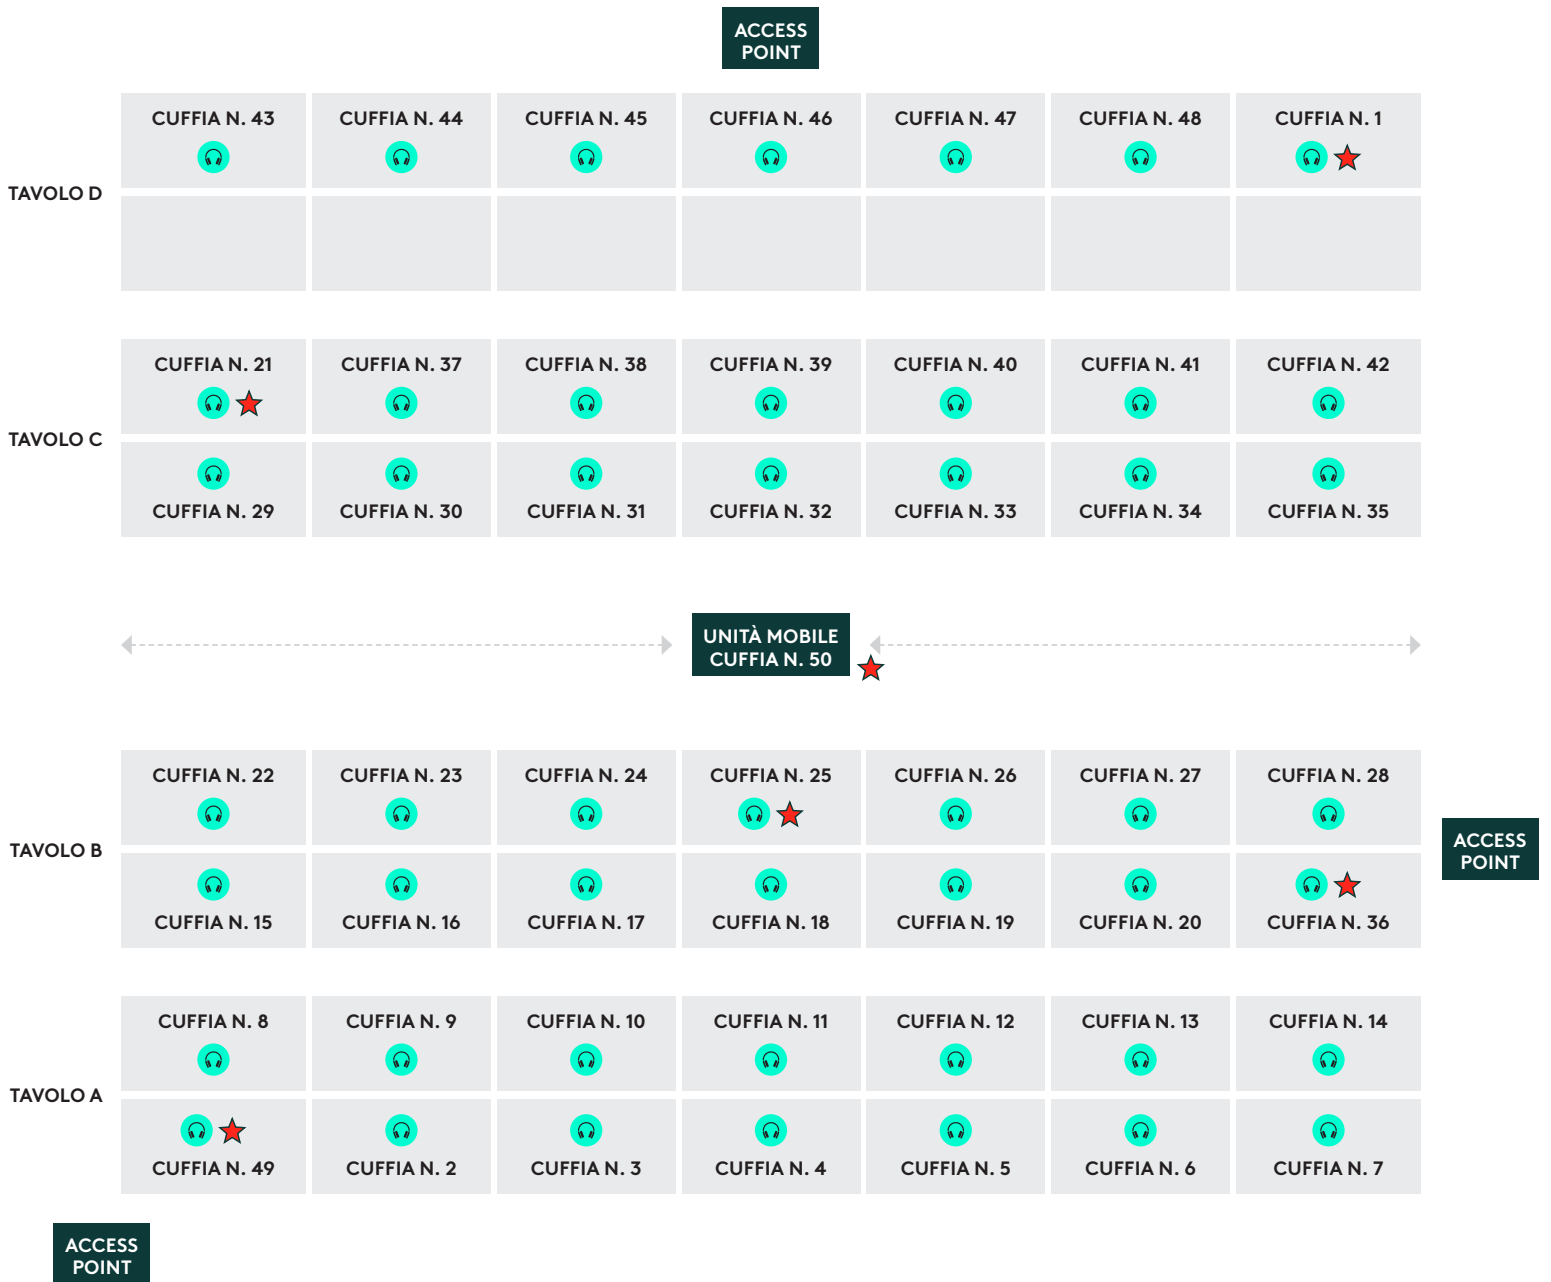 ACCESS
POINT
CUFFIA N. 43 CUFFIA N. 44 CUFFIA N. 45 CUFFIA N. 46 CUFFIA N. 47 CUFFIA N. 48 CUFFIA N. 1
TAVOLO D
CUFFIA N. 21 CUFFIA N. 37 CUFFIA N. 38 CUFFIA N. 39 CUFFIA N. 40 CUFFIA N. 41 CUFFIA N. 42
TAVOLO C
CUFFIA N. 29 CUFFIA N. 30 CUFFIA N. 31 CUFFIA N. 32 CUFFIA N. 33 CUFFIA N. 34 CUFFIA N. 35
UNITÀ MOBILE
CUFFIA N. 50
CUFFIA N. 22 CUFFIA N. 23 CUFFIA N. 24 CUFFIA N. 25 CUFFIA N. 26 CUFFIA N. 27 CUFFIA N. 28
TAVOLO B
ACCESS
POINT
CUFFIA N. 15 CUFFIA N. 16 CUFFIA N. 17 CUFFIA N. 18 CUFFIA N. 19 CUFFIA N. 20 CUFFIA N. 36
CUFFIA N. 8 CUFFIA N. 9 CUFFIA N. 10 CUFFIA N. 11 CUFFIA N. 12 CUFFIA N. 13 CUFFIA N. 14
TAVOLO A
CUFFIA N. 49 CUFFIA N. 2 CUFFIA N. 3 CUFFIA N. 4 CUFFIA N. 5 CUFFIA N. 6 CUFFIA N. 7
ACCESS
POINT